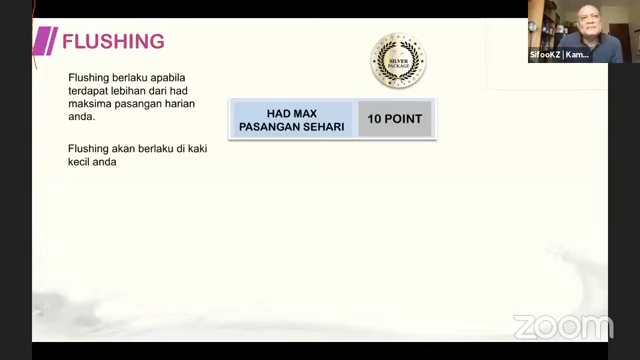 FLUSHING
SILVER
PACKAGE
SifooKZ | Kam...
Flushing berlaku apabila
terdapat lebihan dari had
maksima pasangan harian
anda.
HAD MAX
PASANGAN SEHARI
10 POINT
Flushing akan berlaku di kaki
kecil anda
zoom